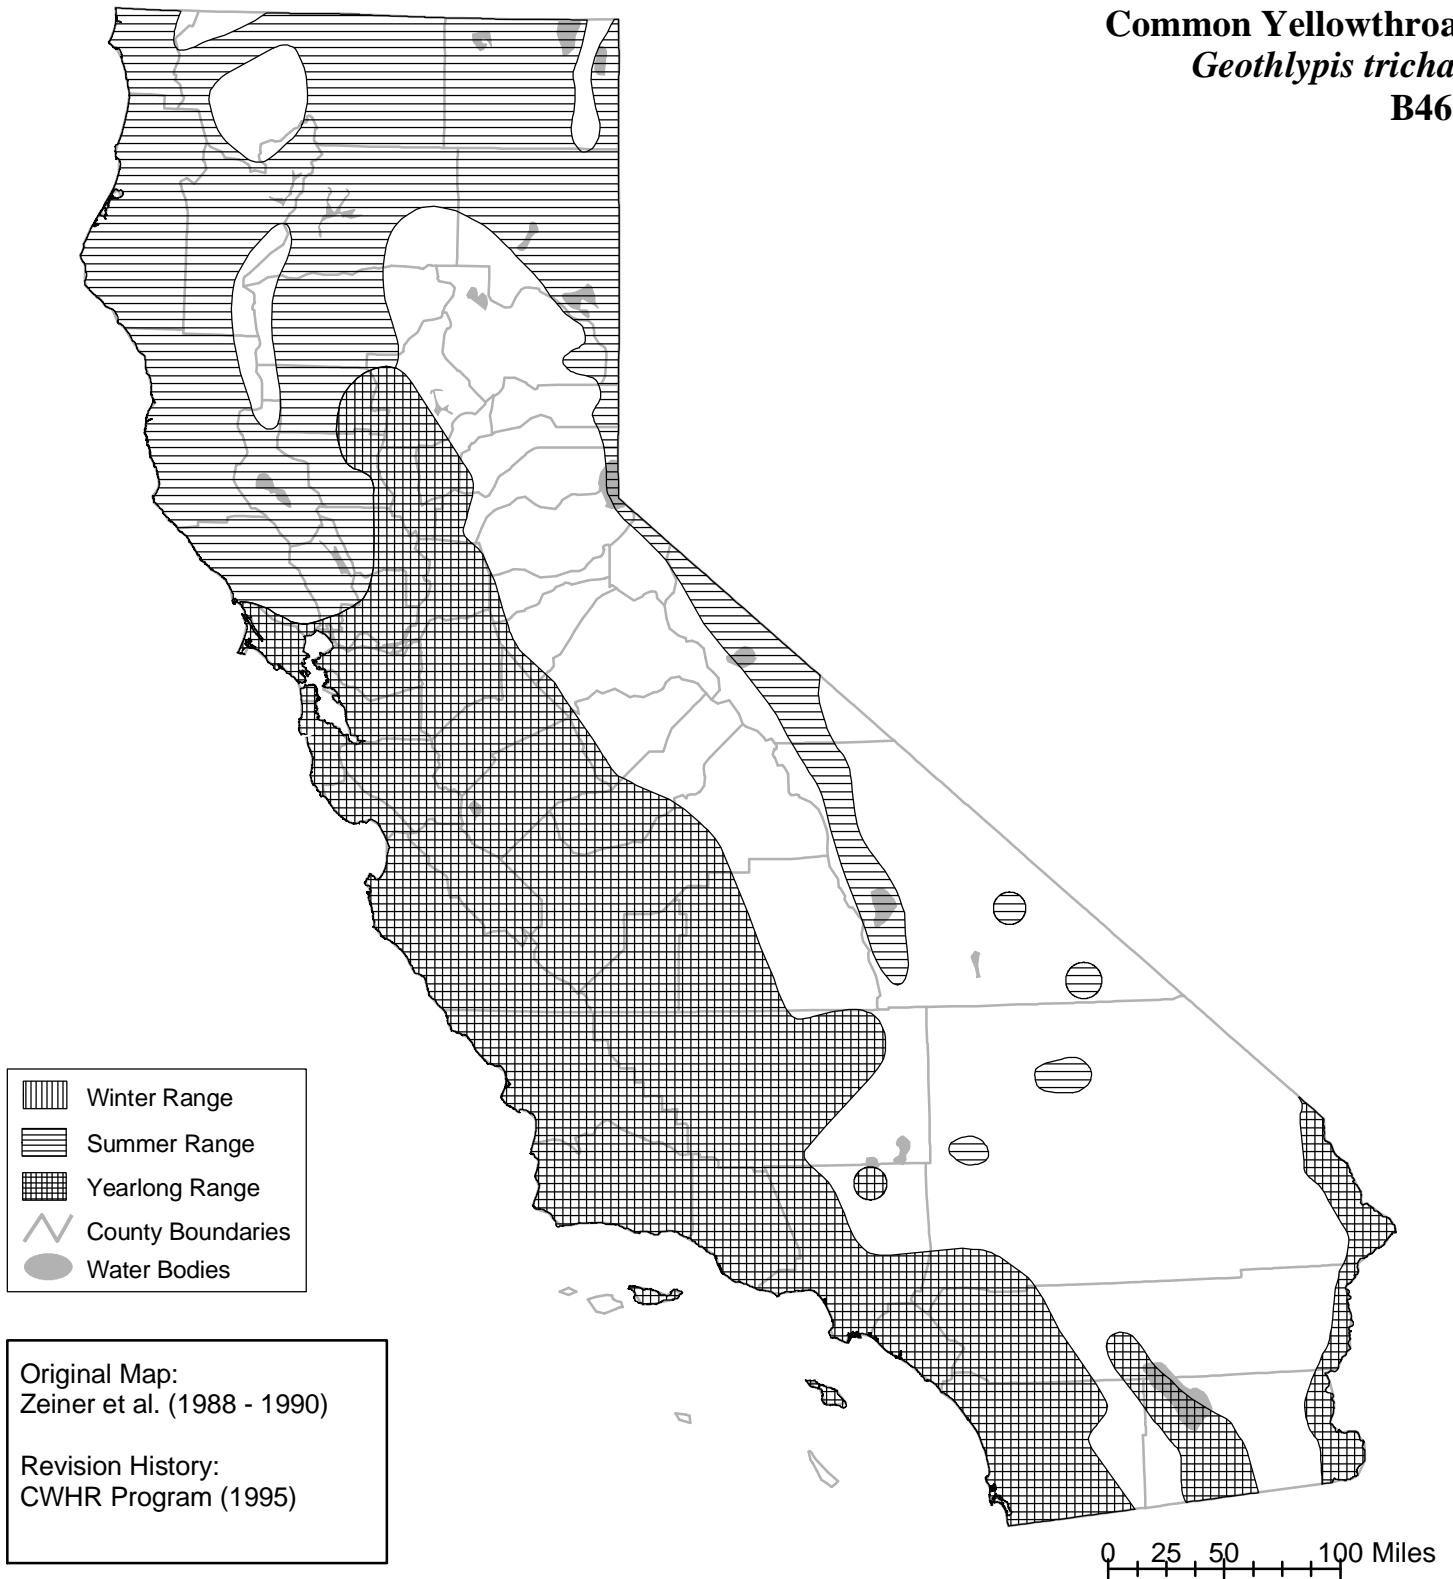 Common Yellowthroa
Geothlypis tricha
B46
Winter Range
Summer Range
Yearlong Range
County Boundaries
Water Bodies
Original Map:
Zeiner et al. (1988 - 1990)
Revision History:
CWHR Program (1995)
0 25 50 100 Miles